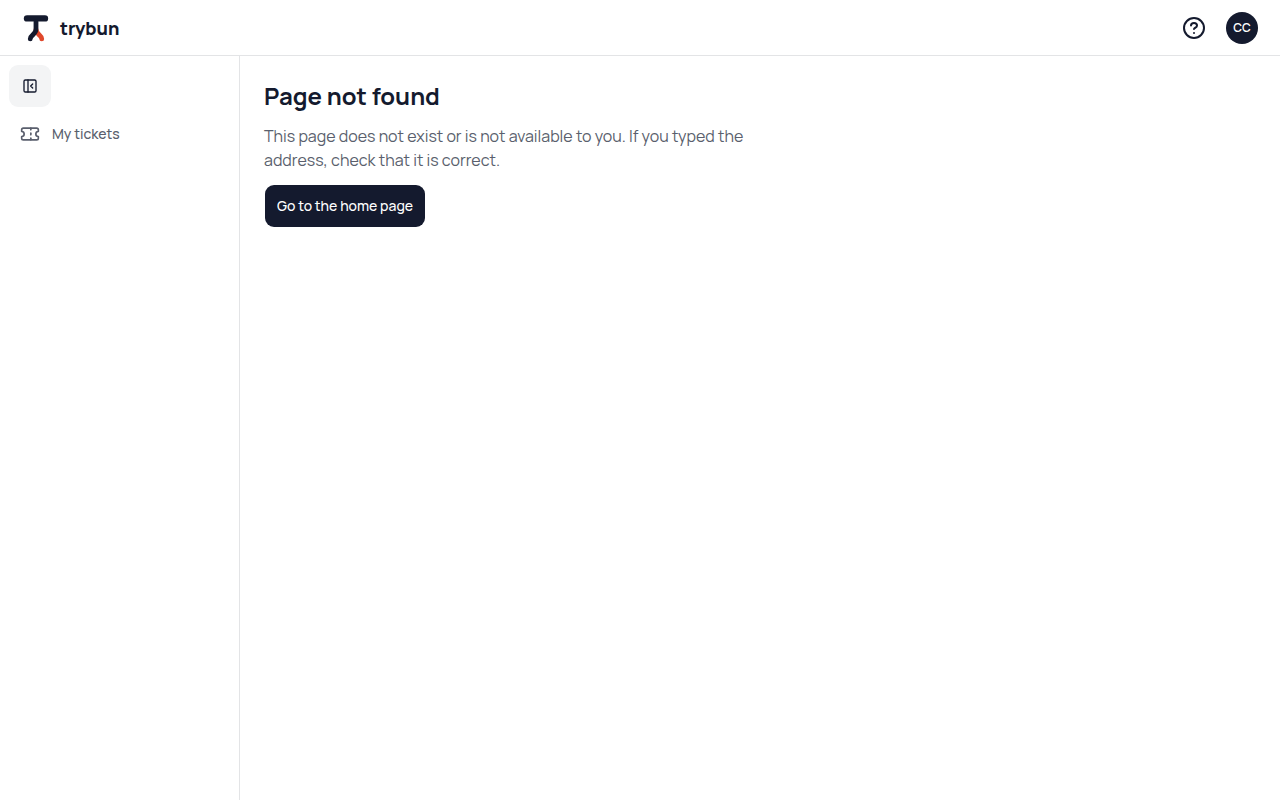 trybun
CC
My tickets
Page not found
This page does not exist or is not available to you. If you typed the
address, check that it is correct.
Go to the home page